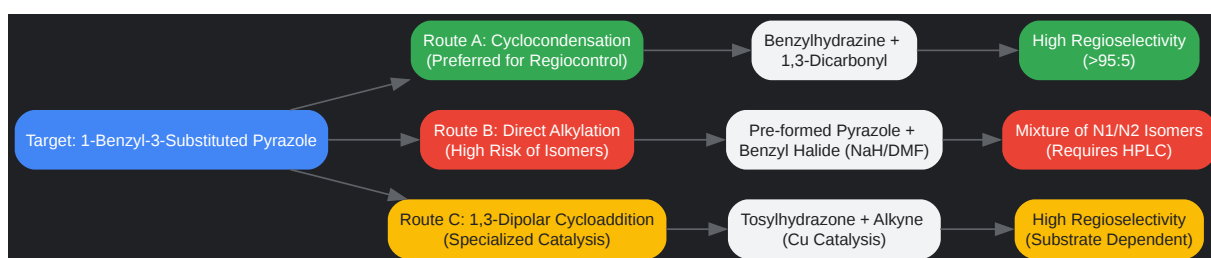 Route A: Cyclocondensation
(Preferred for Regiocontrol)
Benzylhydrazine +
1,3-Dicarbonyl
High Regioselectivity
(>95:5)
Target: 1-Benzyl-3-Substituted Pyrazole
Route B: Direct Alkylation
(High Risk of Isomers)
Pre-formed Pyrazole +
Benzyl Halide (NaH/DMF)
Mixture of N1/N2 Isomers
(Requires HPLC)
Route C: 1,3-Dipolar Cycloaddition
(Specialized Catalysis)
Tosylhydrazone + Alkyne
(Cu Catalysis)
High Regioselectivity
(Substrate Dependent)